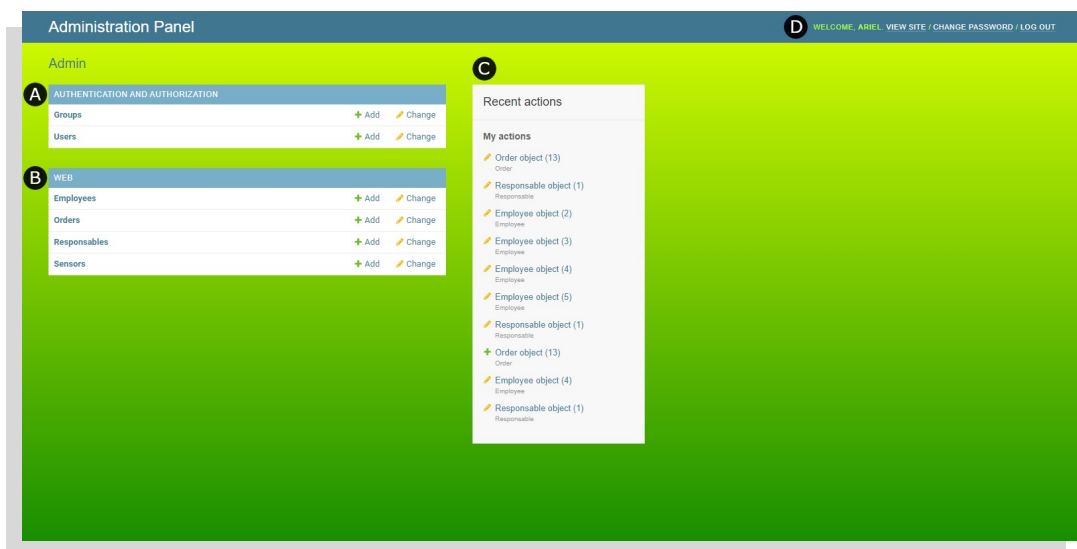 Administration Panel
D WELCOME, ARIEL. VIEW SITE / CHANGE PASSWORD / LOG OUT
Admin
A AUTHENTICATION AND AUTHORIZATION
Groups + Add Change
Users + Add Change
B WEB
Employees + Add Change
Orders + Add Change
Responsables + Add Change
Sensors + Add Change
C
Recent actions
My actions
Order object (13)
Order
Responsable object (1)
Responsable
Employee object (2)
Employee
Employee object (3)
Employee
Employee object (4)
Employee
Employee object (5)
Employee
Responsable object (1)
Responsable
+ Order object (13)
Order
Employee object (4)
Employee
Responsable object (1)
Responsable